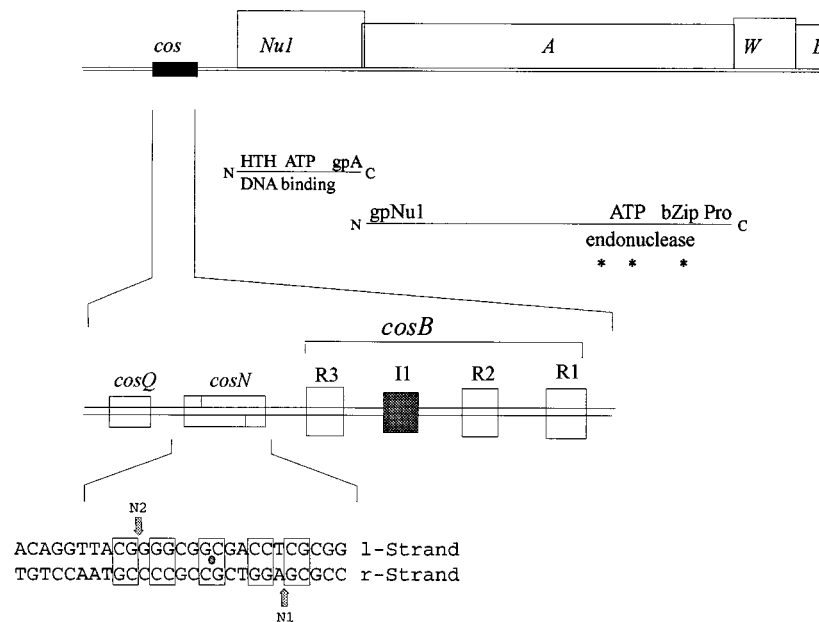 cos
Nu1
A
W
HTH ATP gpA
N C
DNA binding
gpNu1 ATP bZip Pro
N C
endonuclease
* * *
cosB
cosQ cosN R3 I1 R2 R1
N2
ACAGGTTACGGGGCGGCGACCTCGCGG l-Strand
TGTCCAATGCCCCGCCGCTGGAGCGCC r-Strand
N1